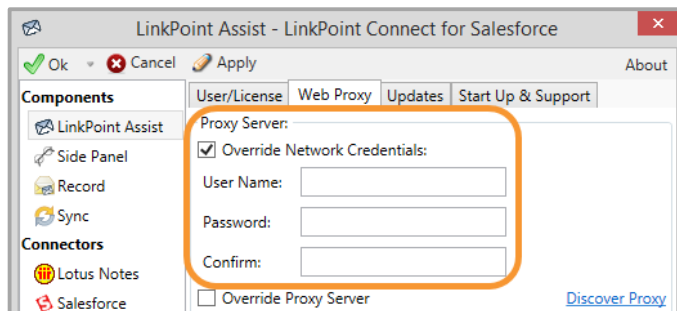 LinkPoint Assist - LinkPoint Connect for Salesforce
Ok Cancel Apply About
Components
LinkPoint Assist
Side Panel
Record
Sync
Connectors
Lotus Notes
Salesforce
User/License Web Proxy Updates Start Up & Support
Proxy Server:
Override Network Credentials:
User Name:
Password:
Confirm:
Override Proxy Server Discover Proxy